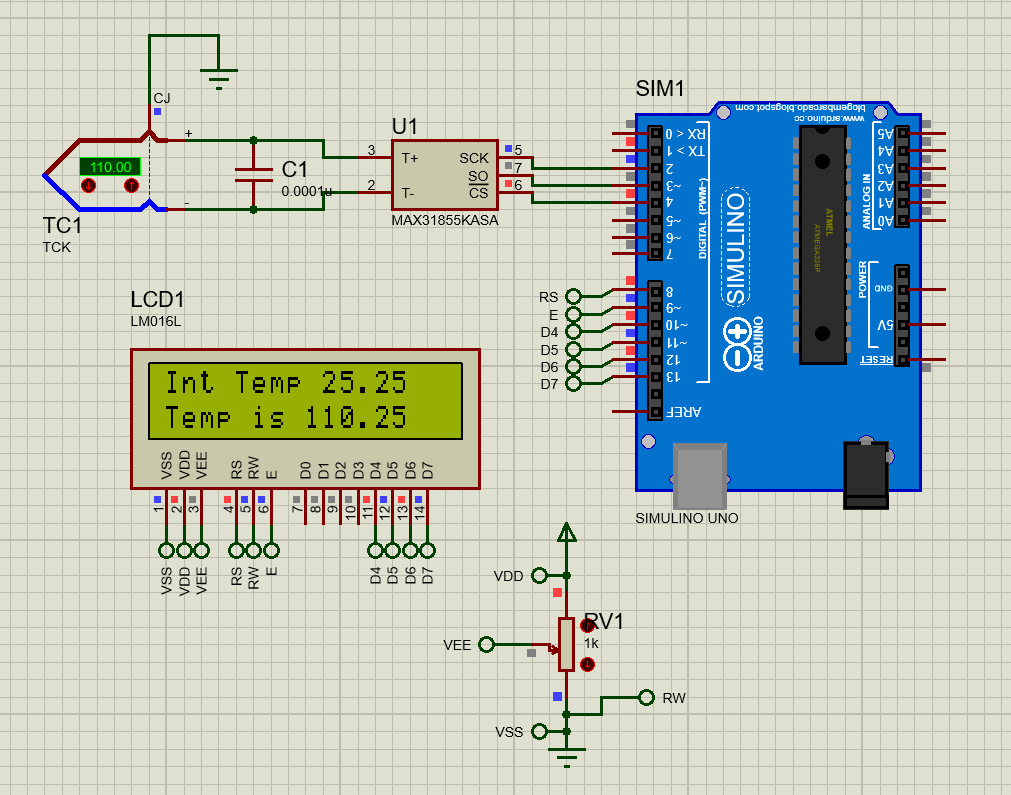 CJ
+
110.00
-
TC1
TCK
C1
0.0001u
U1
3
T+
2
T-
SCK
5
SO
7
CS
6
MAX31855KASA
SIM1
blogembarcado.blogspot.com
www.arduino.cc
RX < 0
TX > 1
2
~3
4
~5
~6
7
DIGITAL (PWM~)
8
~9
~10
~11
12
13
AREF
SIMULINO
ARDUINO
ATMEL
ATMEGA328P
A5
A4
A3
A2
A1
A0
ANALOG IN
POWER
GND
5V
RESET
SIMULINO UNO
RS
E
D4
D5
D6
D7
LCD1
LM016L
Int Temp 25.25
Temp is 110.25
VSS VDD VEE RS RW E D0 D1 D2 D3 D4 D5 D6 D7
1 2 3 4 5 6 7 8 9 10 11 12 13 14
VSS VDD VEE RS RW E D4 D5 D6 D7
VDD
RV1
1k
VEE
RW
VSS